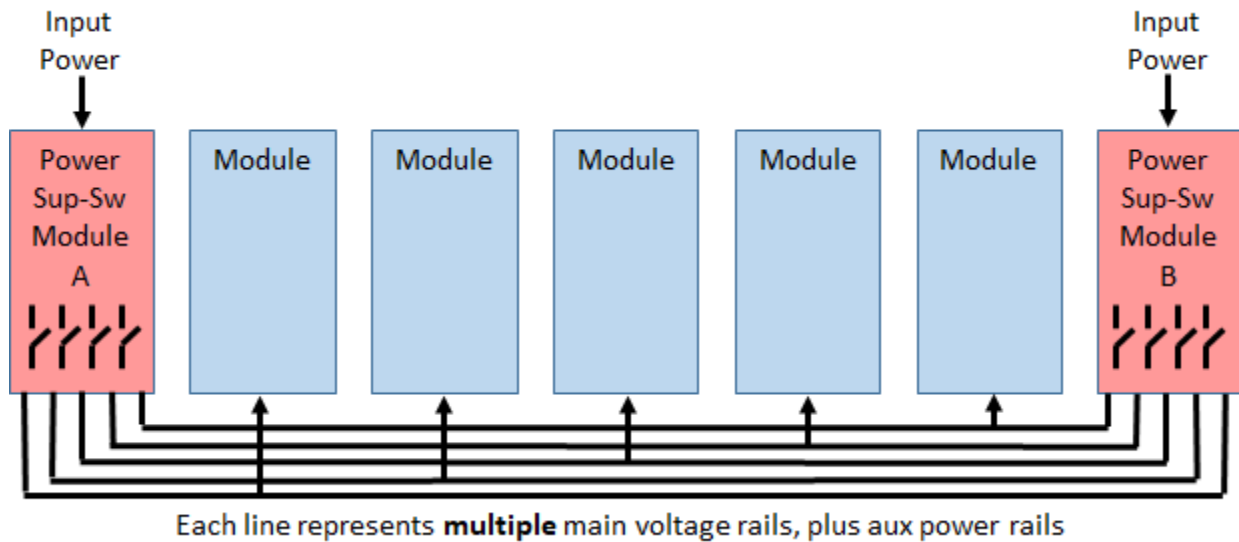 Input
Power
Input
Power
Power
Sup-Sw
Module
A
Module
Module
Module
Module
Module
Power
Sup-Sw
Module
B
Each line represents multiple main voltage rails, plus aux power rails